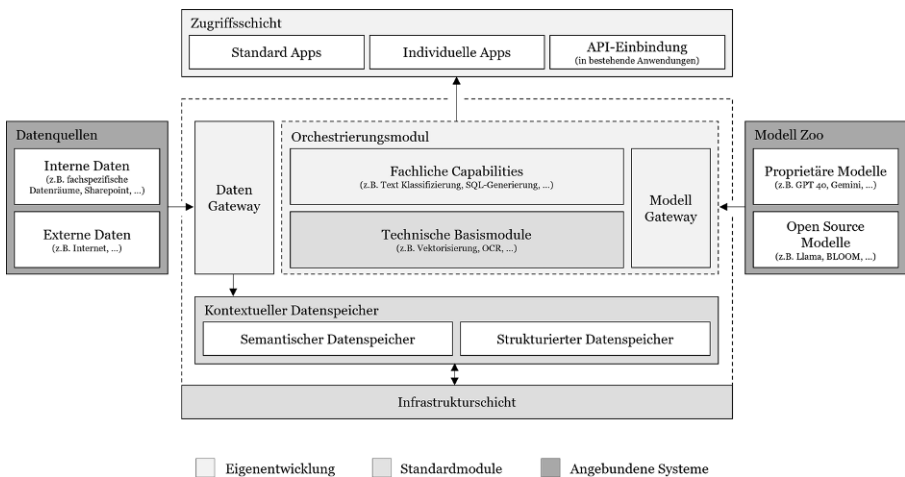 Zugriffsschicht
Standard Apps
Individuelle Apps
API-Einbindung
(in bestehende Anwendungen)
Datenquellen
Interne Daten
(z.B. fachspezifische
Datenräume, Sharepoint, ...)
Externe Daten
(z.B. Internet, ...)
Daten
Gateway
Orchestrierungsmodul
Fachliche Capabilities
(z.B. Text Klassifizierung, SQL-Generierung, ...)
Technische Basismodule
(z.B. Vektorisierung, OCR, ...)
Modell
Gateway
Modell Zoo
Proprietäre Modelle
(z.B. GPT 4o, Gemini, ...)
Open Source
Modelle
(z.B. Llama, BLOOM, ...)
Kontextueller Datenspeicher
Semantischer Datenspeicher
Strukturierter Datenspeicher
Infrastrukturschicht
Eigenentwicklung
Standardmodule
Angebundene Systeme